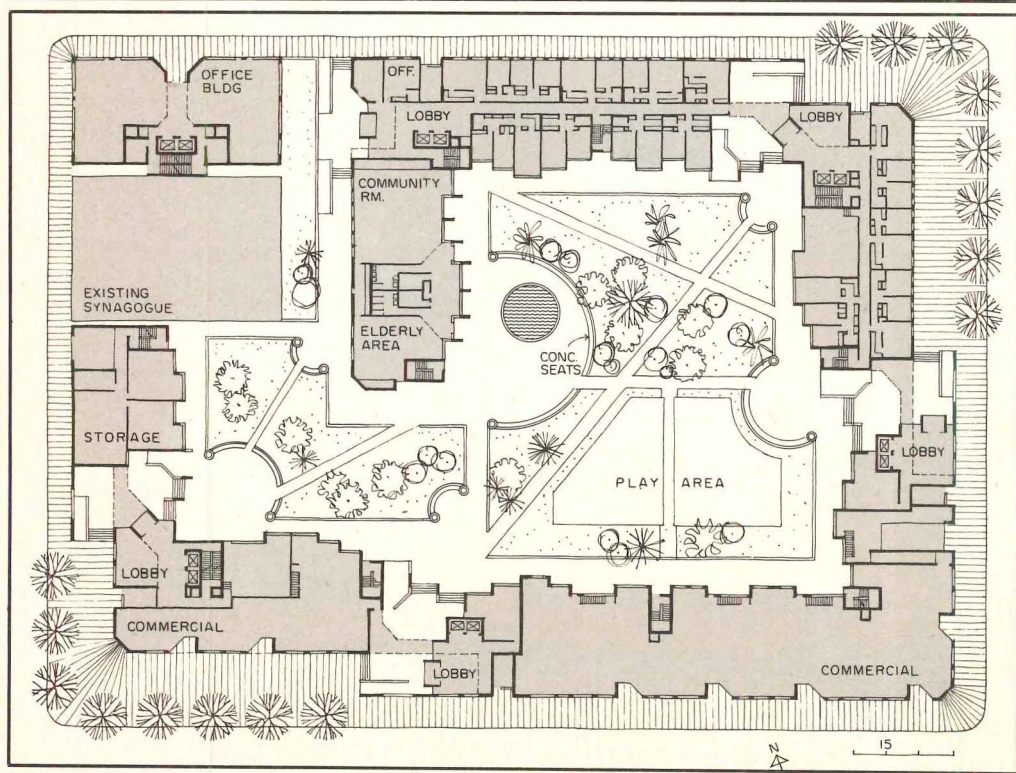 OFFICE
BLDG
OFF.
LOBBY
LOBBY
COMMUNITY
RM.
EXISTING
SYNAGOGUE
ELDERLY
AREA
CONC.
SEATS
STORAGE
PLAY AREA
LOBBY
LOBBY
COMMERCIAL
LOBBY
COMMERCIAL
N
15